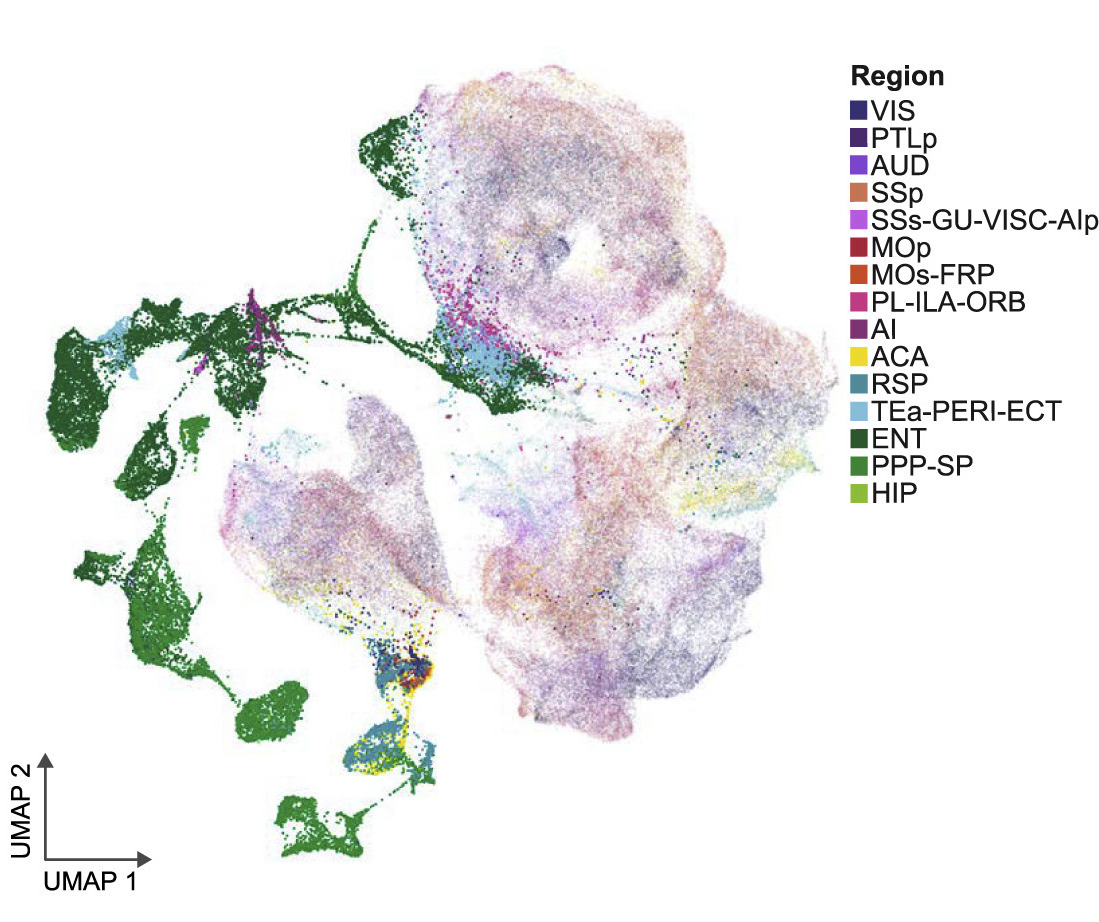 Region
VIS
PTLp
AUD
SSp
SSs-GU-VISC-AIp
MOp
MOs-FRP
PL-ILA-ORB
AI
ACA
RSP
TEa-PERI-ECT
ENT
PPP-SP
HIP
UMAP 2
UMAP 1